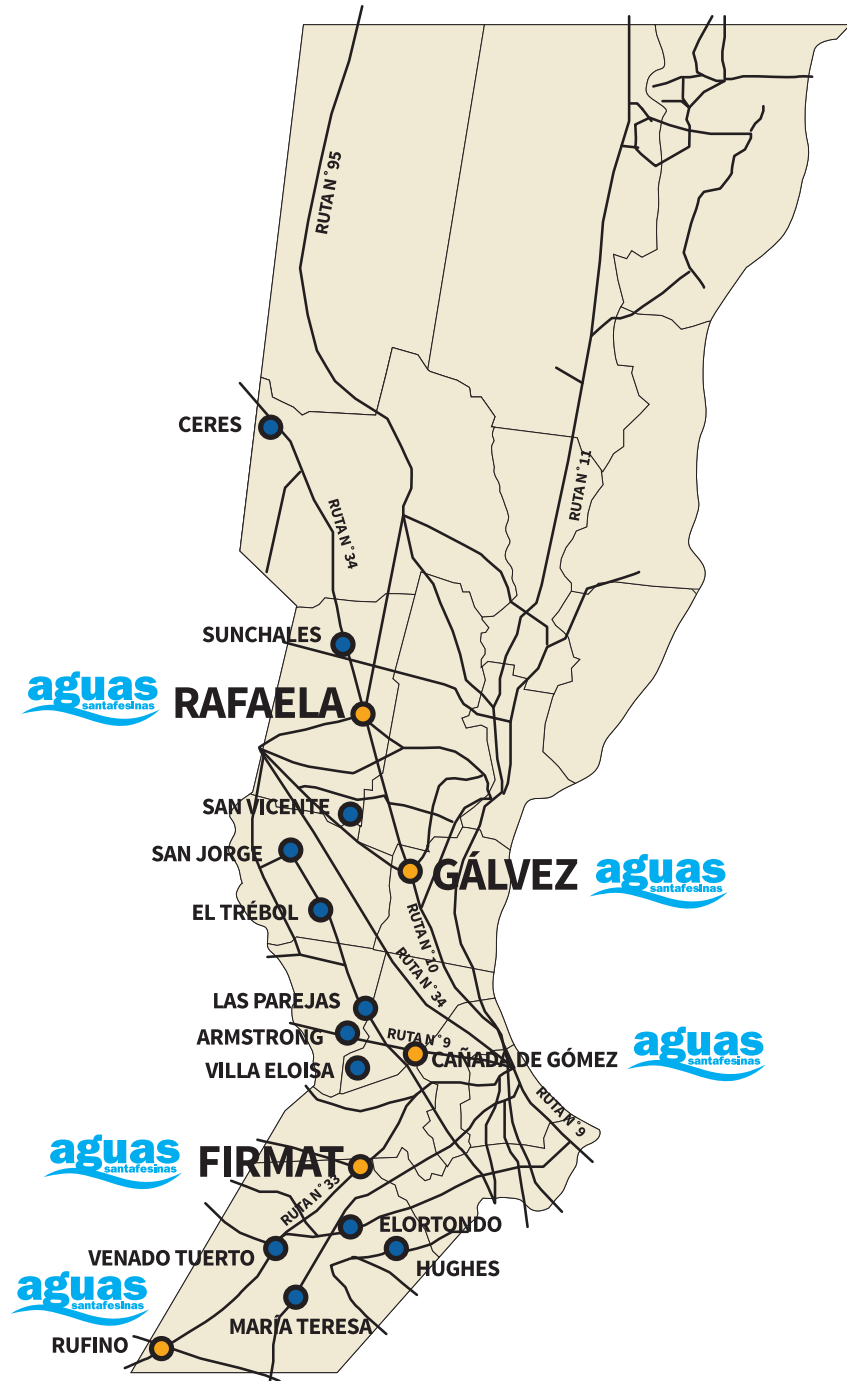 RUTA N°95
CERES
RUTA N°11
RUTA N°34
SUNCHALES
aguas
santafesinas
RAFAELA
SAN VICENTE
SAN JORGE
GÁLVEZ
aguas
santafesinas
EL TRÉBOL
RUTA N°10
RUTA N°34
LAS PAREJAS
ARMSTRONG
RUTA N°9
CAÑADA DE GÓMEZ
aguas
santafesinas
VILLA ELOISA
RUTA N°9
aguas
santafesinas
FIRMAT
RUTA N°33
ELORTONDO
VENADO TUERTO
HUGHES
aguas
santafesinas
MARÍA TERESA
RUFINO